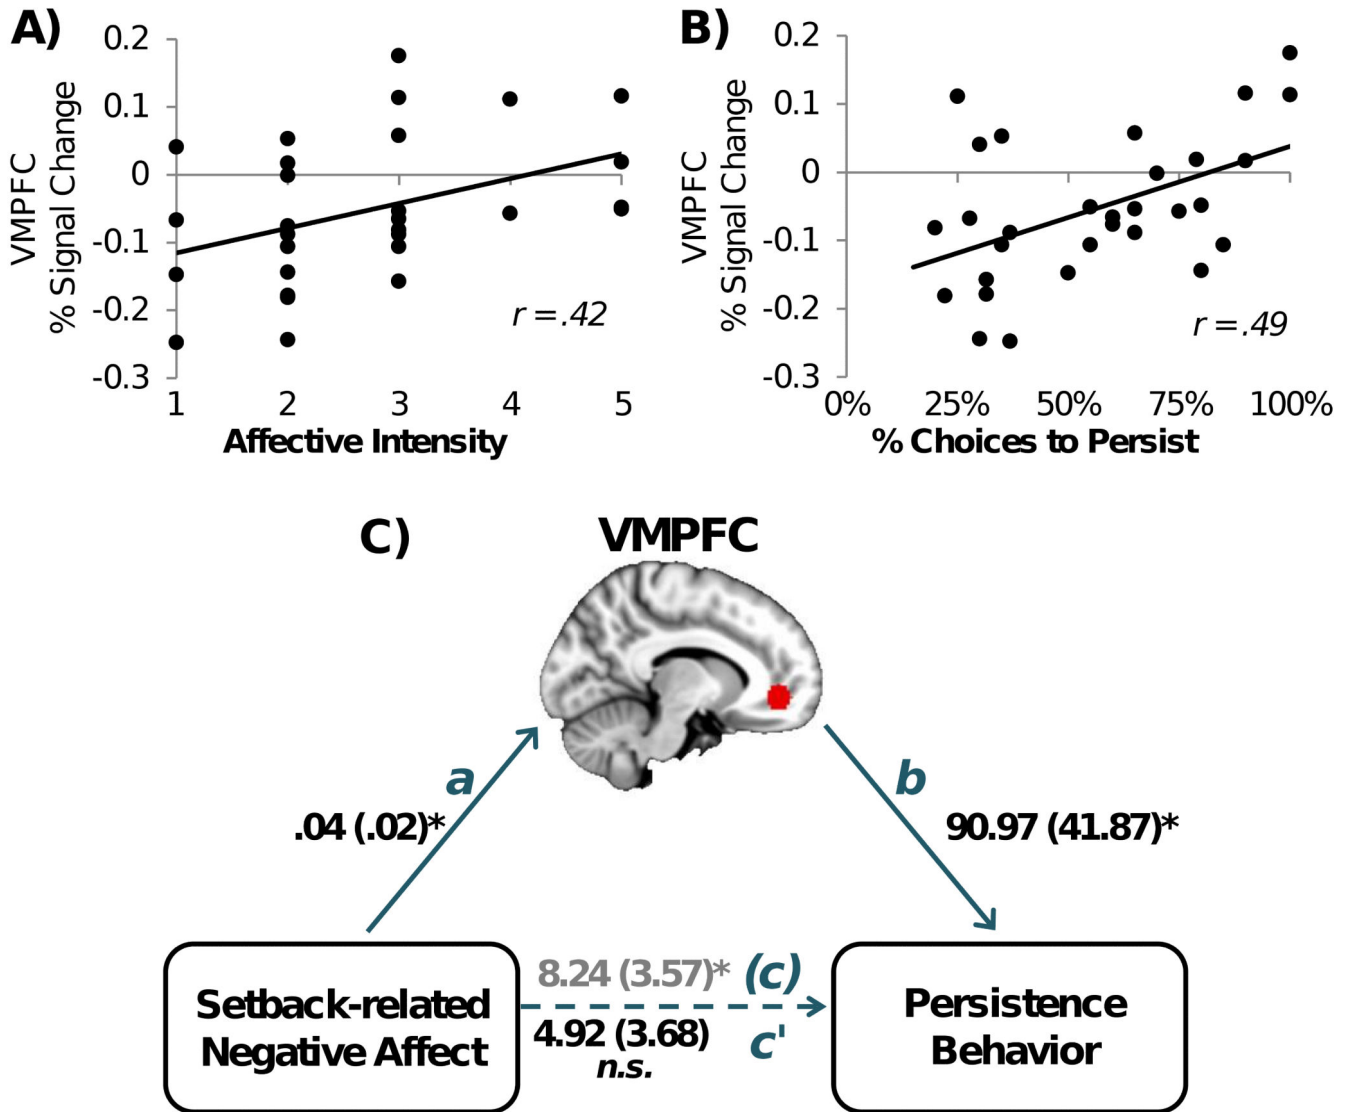 A)
VMPFC
% Signal Change
0.2
0.1
0
-0.1
-0.2
-0.3
r = .42
1 2 3 4 5
Affective Intensity
B)
VMPFC
% Signal Change
0.2
0.1
0
-0.1
-0.2
-0.3
r = .49
0% 25% 50% 75% 100%
% Choices to Persist
C)
VMPFC
a
.04 (.02)*
b
90.97 (41.87)*
Setback-related
Negative Affect
8.24 (3.57)* (c)
4.92 (3.68) c'
n.s.
Persistence
Behavior